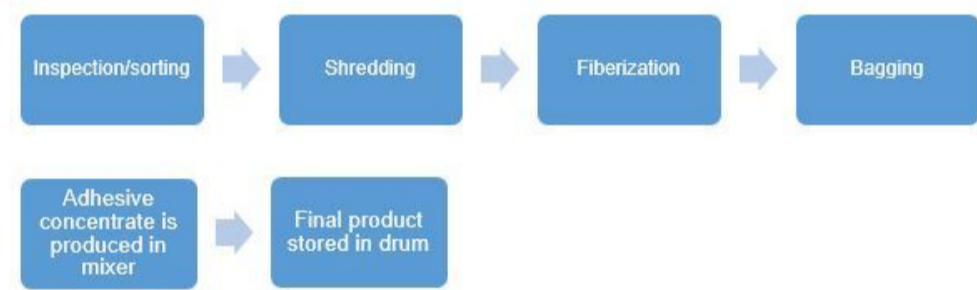 Inspection/sorting
Shredding
Fiberization
Bagging
Adhesive
concentrate is
produced in
mixer
Final product
stored in drum